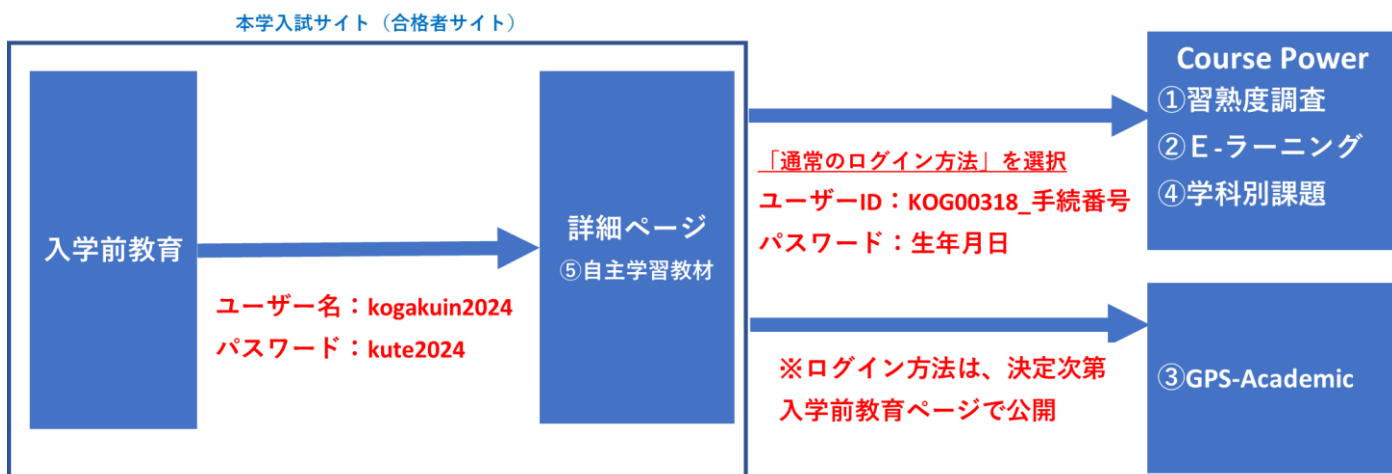 本学入試サイト（合格者サイト）
入学前教育
ユーザー名：kogakuin2024
パスワード：kute2024
詳細ページ
⑤自主学習教材
「通常のログイン方法」を選択
ユーザーID：KOG00318_手続番号
パスワード：生年月日
※ログイン方法は、決定次第
入学前教育ページで公開
Course Power
①習熟度調査
②Ｅ-ラーニング
④学科別課題
③GPS-Academic